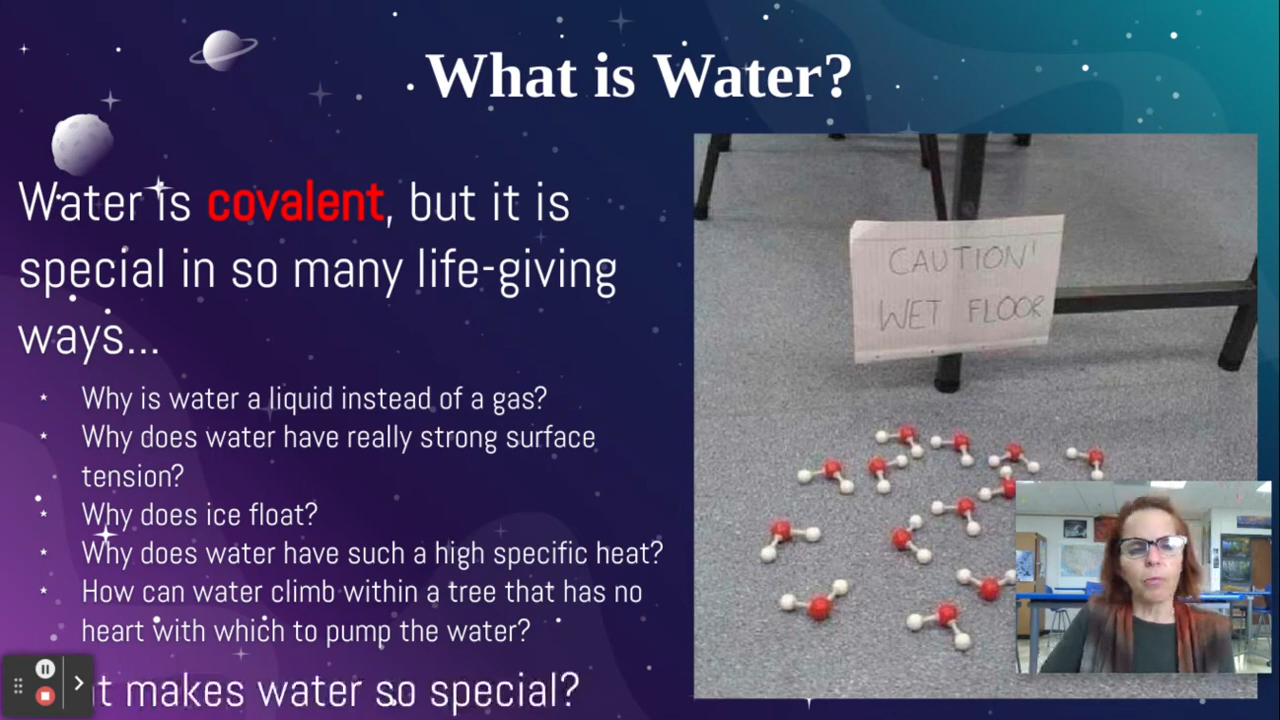 What is Water?
Water is covalent, but it is
special in so many life-giving
ways...
Why is water a liquid instead of a gas?
Why does water have really strong surface
tension?
Why does ice float?
Why does water have such a high specific heat?
How can water climb within a tree that has no
heart with which to pump the water?
makes water so special?
CAUTION!
WET FLOOR